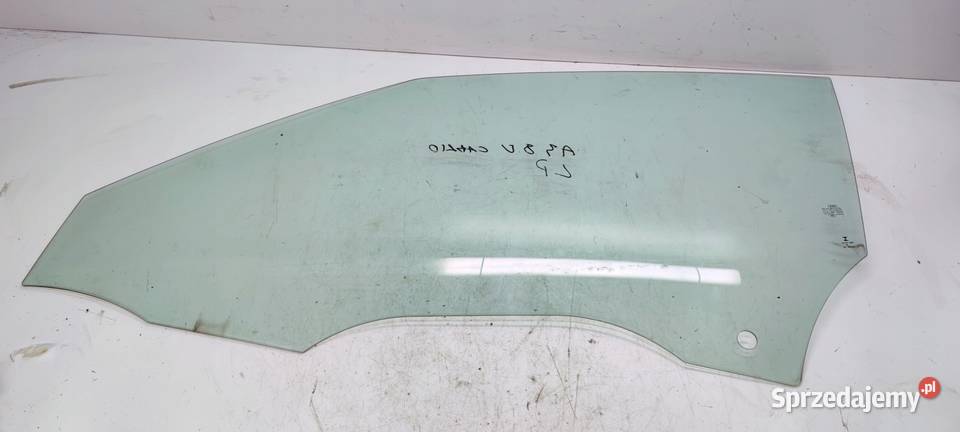 A3 8V CABRIO
LP
Sprzedajemy.pl